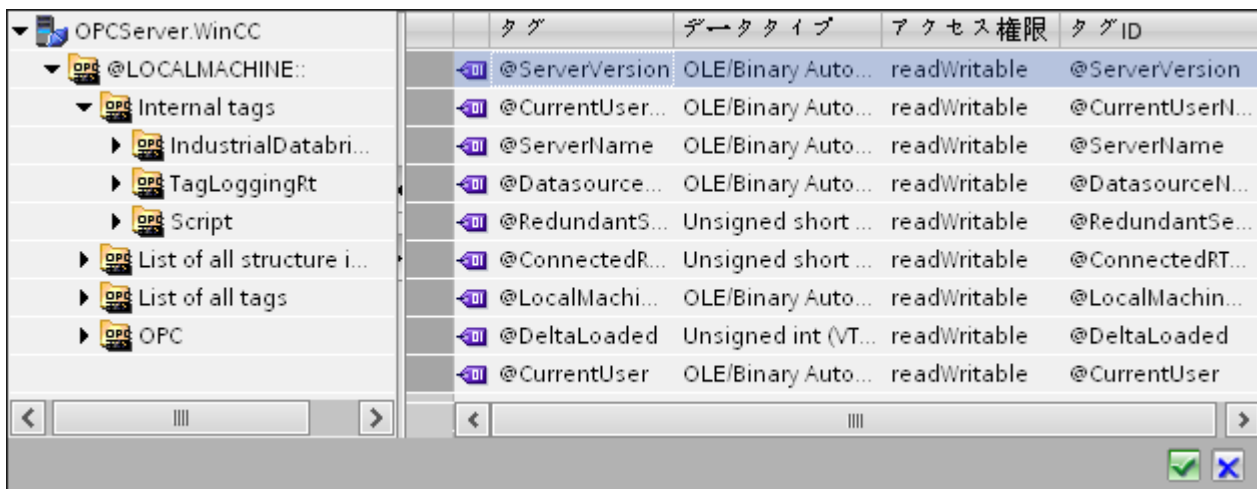 OPCServer.WinCC
@LOCALMACHINE::
Internal tags
IndustrialDatabri...
TagLoggingRt
Script
List of all structure i...
List of all tags
OPC
タグ データタイプ アクセス権限 タグID
@ServerVersion OLE/Binary Auto... readWritable @ServerVersion
@CurrentUser... OLE/Binary Auto... readWritable @CurrentUserN...
@ServerName OLE/Binary Auto... readWritable @ServerName
@Datasource... OLE/Binary Auto... readWritable @DatasourceN...
@RedundantS... Unsigned short ... readWritable @RedundantSe...
@ConnectedR... Unsigned short ... readWritable @ConnectedRT...
@LocalMachi... OLE/Binary Auto... readWritable @LocalMachin...
@DeltaLoaded Unsigned int (VT... readWritable @DeltaLoaded
@CurrentUser OLE/Binary Auto... readWritable @CurrentUser